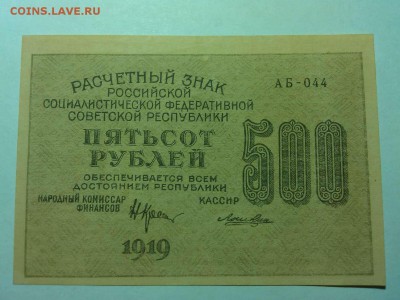 COINS.LAVE.RU
РАСЧЕТНЫЙ ЗНАК
РОССИЙСКОЙ
СОЦИАЛИСТИЧЕСКОЙ ФЕДЕРАТИВНОЙ
СОВЕТСКОЙ РЕСПУБЛИКИ
АБ-044
ПЯТЬСОТ
РУБЛЕЙ
500
ОБЕСПЕЧИВАЕТСЯ ВСЕМ
ДОСТОЯНИЕМ РЕСПУБЛИКИ
НАРОДНЫЙ КОМИССАР
ФИНАНСОВ
КАССИР
1919